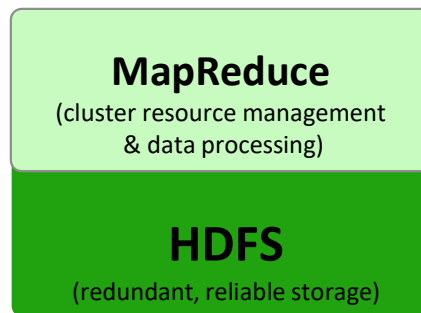 MapReduce
(cluster resource management
& data processing)
HDFS
(redundant, reliable storage)